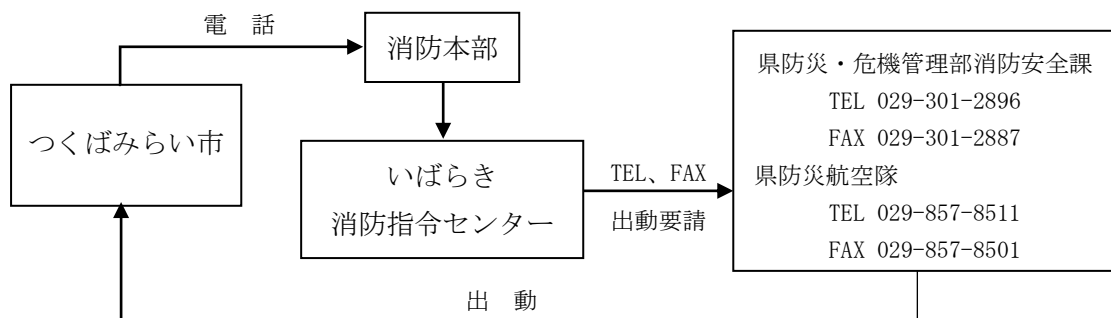 電　話
消防本部
つくばみらい市
いばらき
消防指令センター
TEL、FAX
出動要請
県防災・危機管理部消防安全課
TEL 029-301-2896
FAX 029-301-2887
県防災航空隊
TEL 029-857-8511
FAX 029-857-8501
出　動